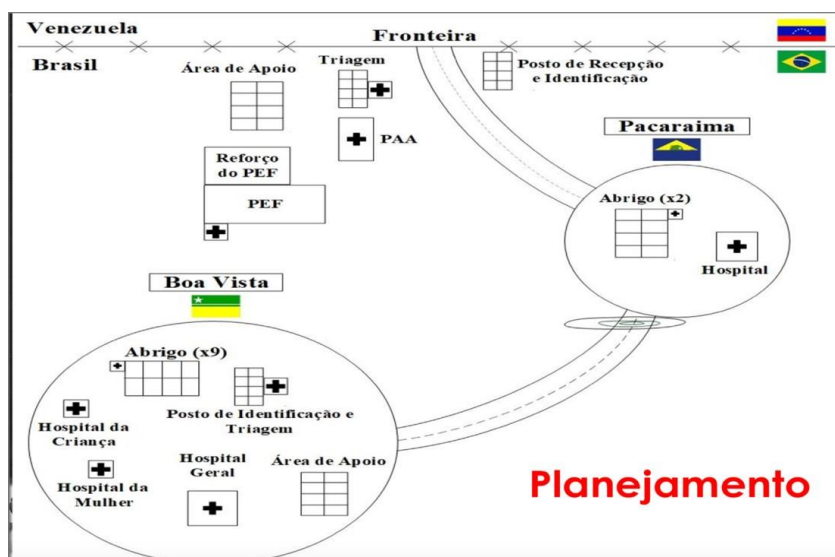 Venezuela
Fronteira
Brasil
Área de Apoio
Triagem
Posto de Recepção
e Identificação
PAA
Pacaraima
Reforço
do PEF
PEF
Abrigo (x2)
Hospital
Boa Vista
Abrigo (x9)
Posto de Identificação e
Triagem
Hospital da
Criança
Hospital
Geral
Área de Apoio
Hospital da
Mulher
Planejamento